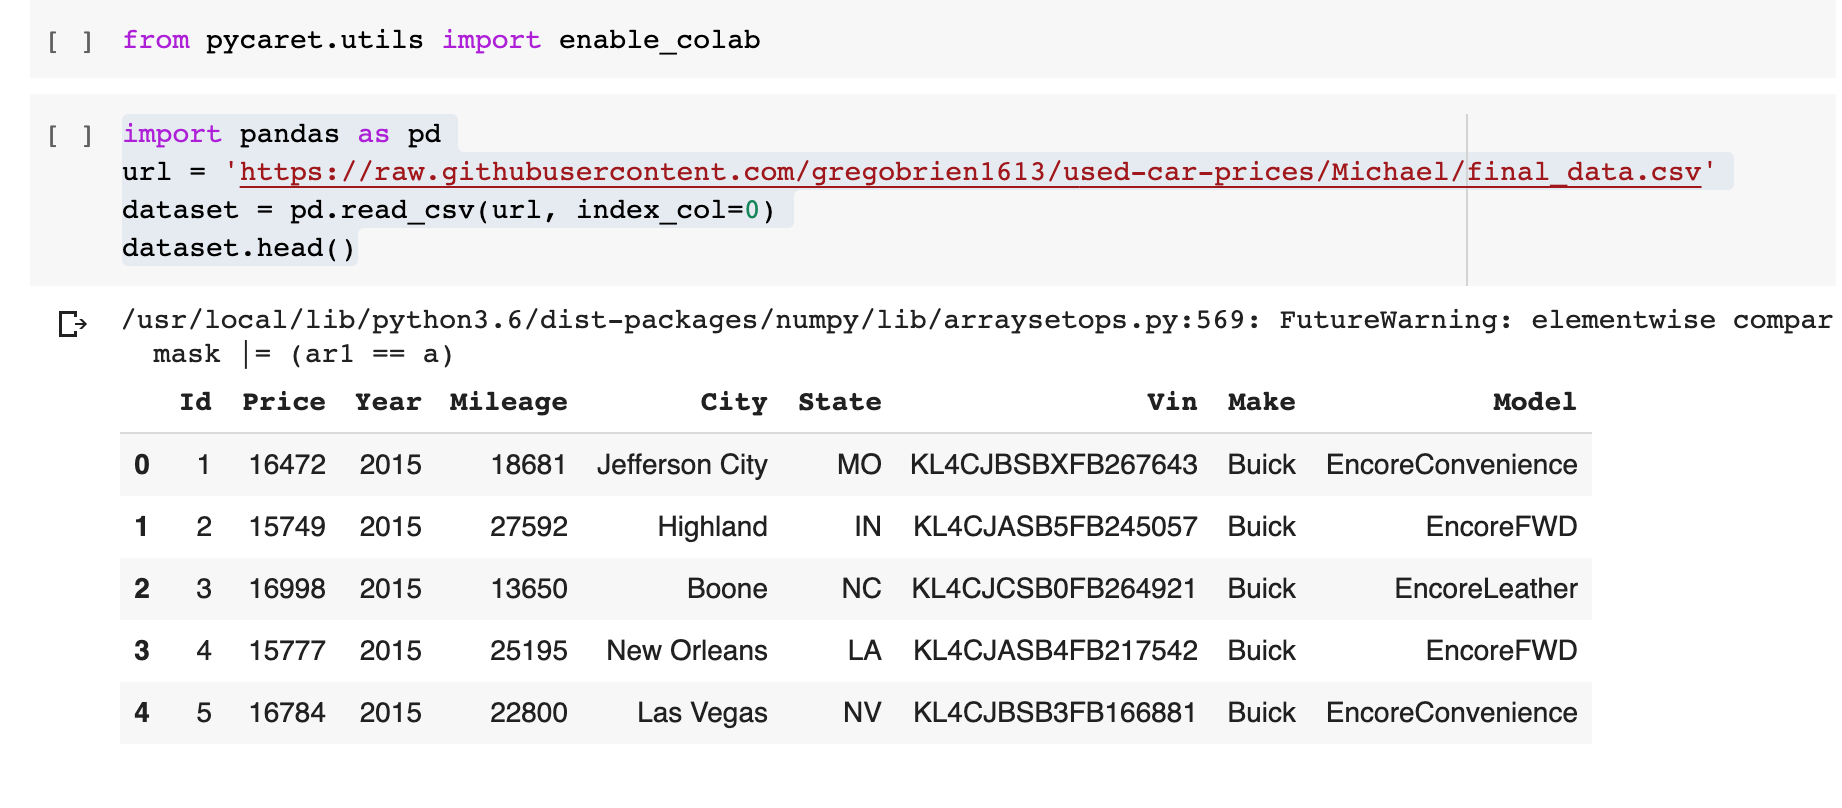 [ ] from pycaret.utils import enable_colab
[ ] import pandas as pd
url = 'https://raw.githubusercontent.com/gregobrien1613/used-car-prices/Michael/final_data.csv'
dataset = pd.read_csv(url, index_col=0)
dataset.head()
/usr/local/lib/python3.6/dist-packages/numpy/lib/arraysetops.py:569: FutureWarning: elementwise compar
mask |= (ar1 == a)
Id Price Year Mileage City State Vin Make Model
0 1 16472 2015 18681 Jefferson City MO KL4CJBSBXFB267643 Buick EncoreConvenience
1 2 15749 2015 27592 Highland IN KL4CJASB5FB245057 Buick EncoreFWD
2 3 16998 2015 13650 Boone NC KL4CJCSB0FB264921 Buick EncoreLeather
3 4 15777 2015 25195 New Orleans LA KL4CJASB4FB217542 Buick EncoreFWD
4 5 16784 2015 22800 Las Vegas NV KL4CJBSB3FB166881 Buick EncoreConvenience